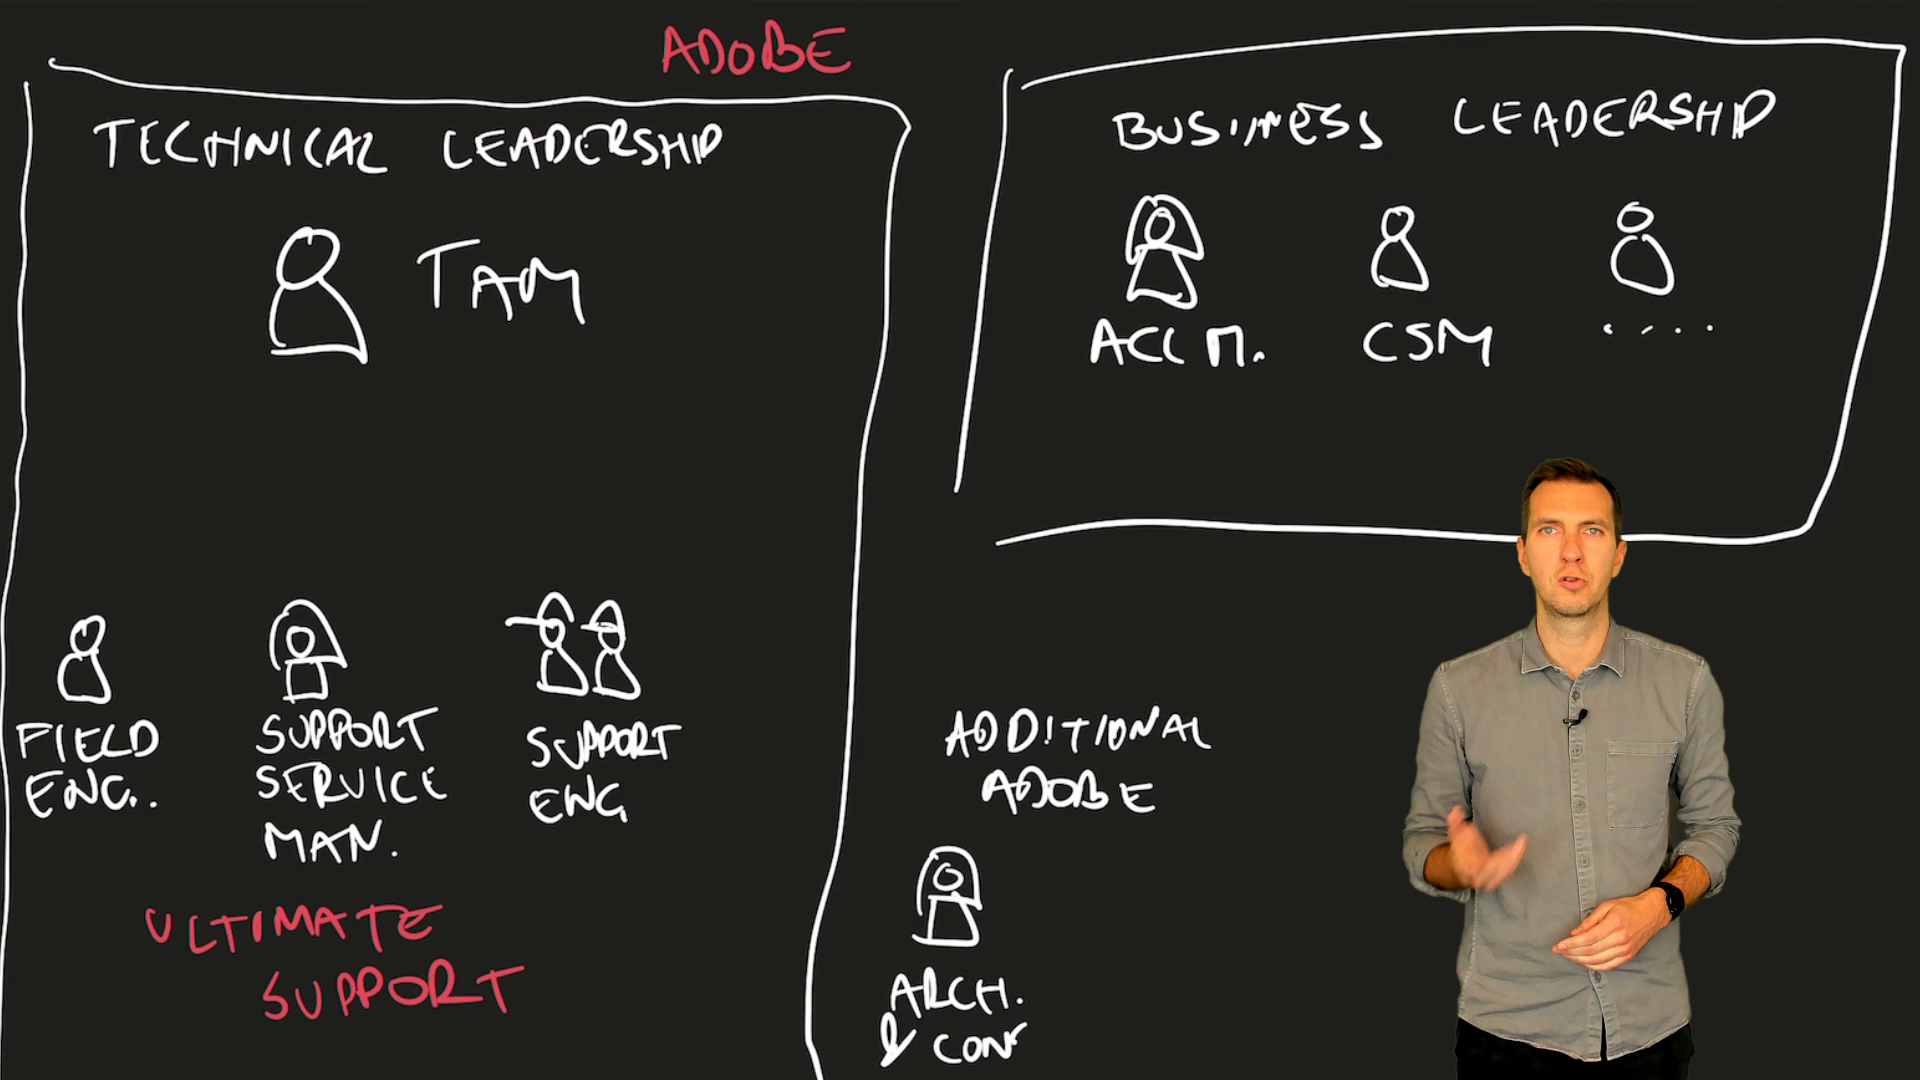 ADOBE
TECHNICAL LEADERSHIP
TAM
FIELD
ENG..
SUPPORT
SERVICE
MAN.
SUPPORT
ENG
ULTIMATE
SUPPORT
BUSINESS LEADERSHIP
ACC M.
CSM
.....
ADDITIONAL
ADOBE
ARCH.
& CON